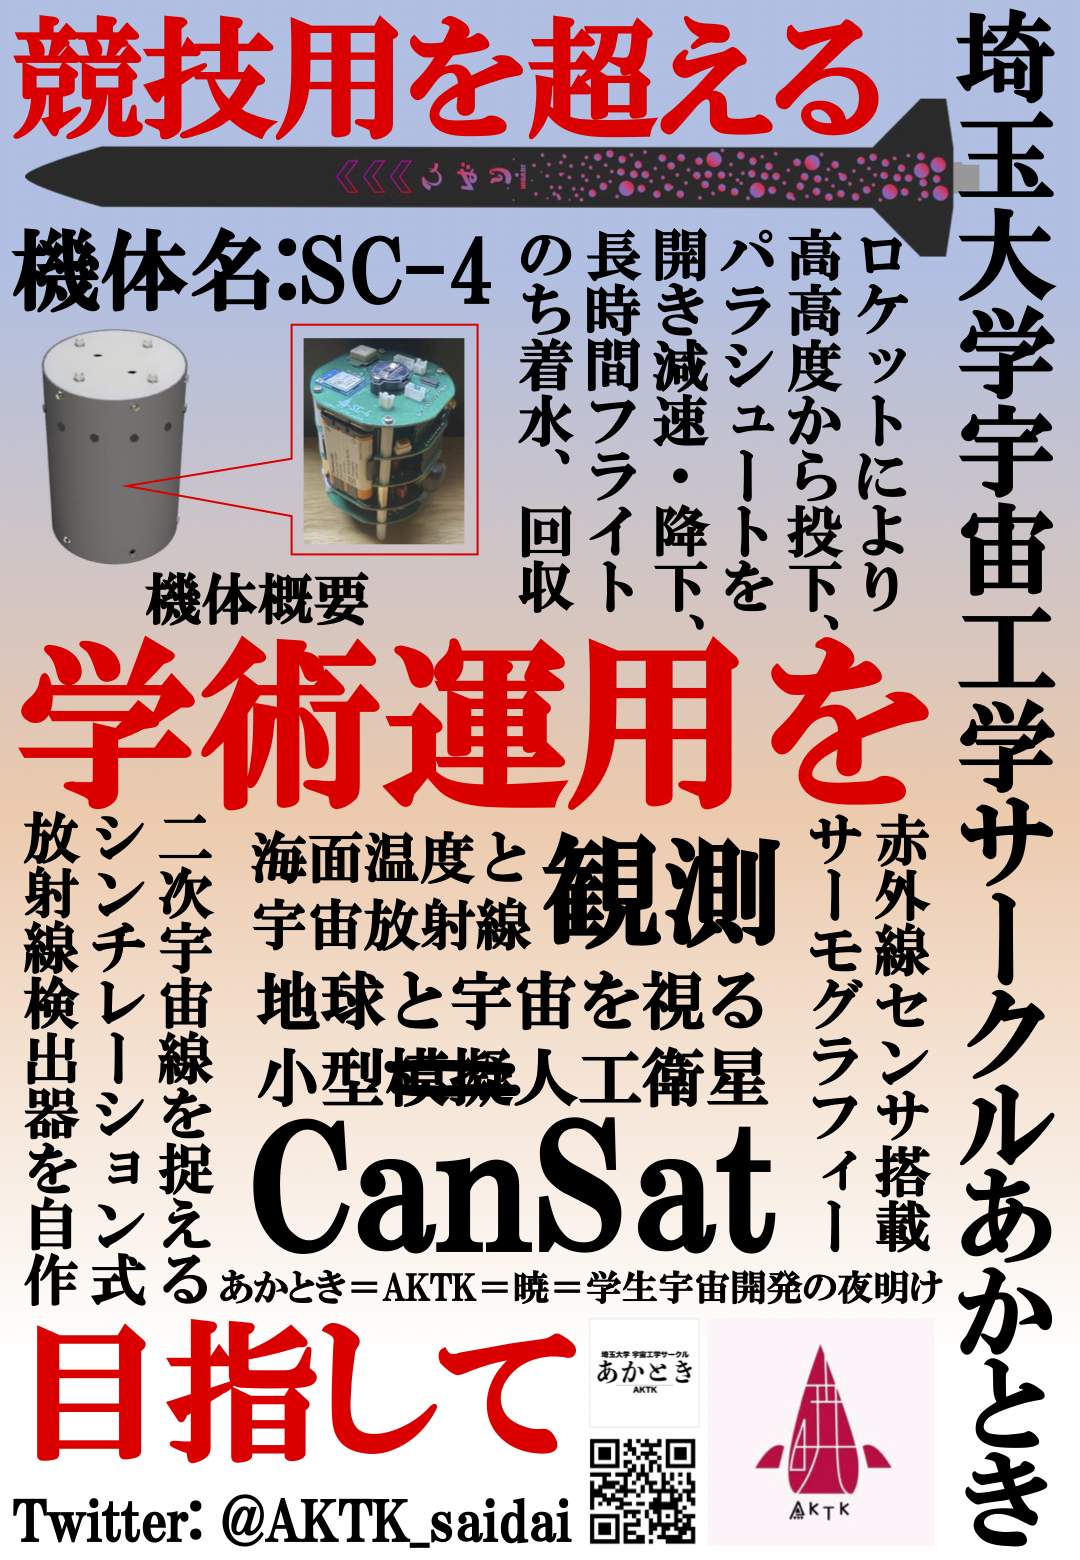 競技用を超える
埼玉大学宇宙工学サークルあかとき
ひばり
機体名:SC-4
ロケットにより
高高度から投下、
パラシュートを
開き減速・降下、
長時間フライト
のち着水、回収
SC-4
機体概要
学術運用を
赤外線センサ搭載
サーモグラフィー
海面温度と
宇宙放射線
観測
地球と宇宙を視る
小型模擬人工衛星
CanSat
二次宇宙線を捉える
シンチレーション式
放射線検出器を自作
あかとき＝AKTK＝暁＝学生宇宙開発の夜明け
目指して
埼玉大学 宇宙工学サークル
あかとき
AKTK
AKTK
Twitter: @AKTK_saidai